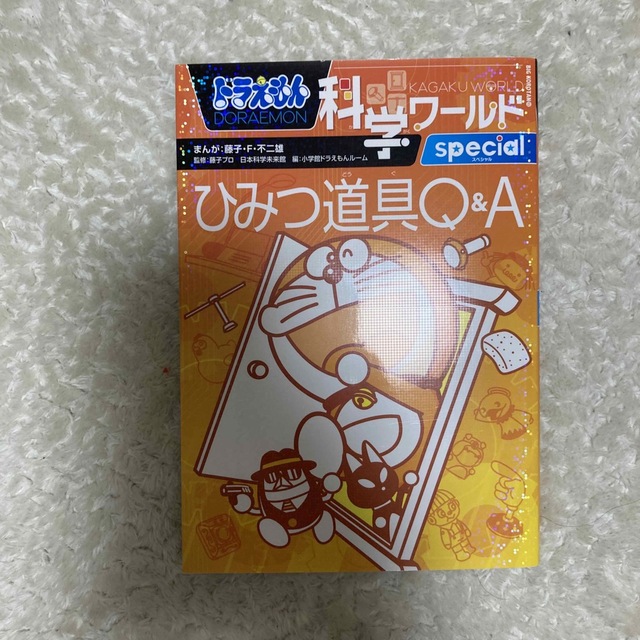 ドラえもん
DORAEMON
科学ワールド
KAGAKU WORLD
special
スペシャル
まんが:藤子・F・不二雄
監修:藤子プロ 日本科学未来館 編:小学館ドラえもんルーム
ひみつ道具Q&A